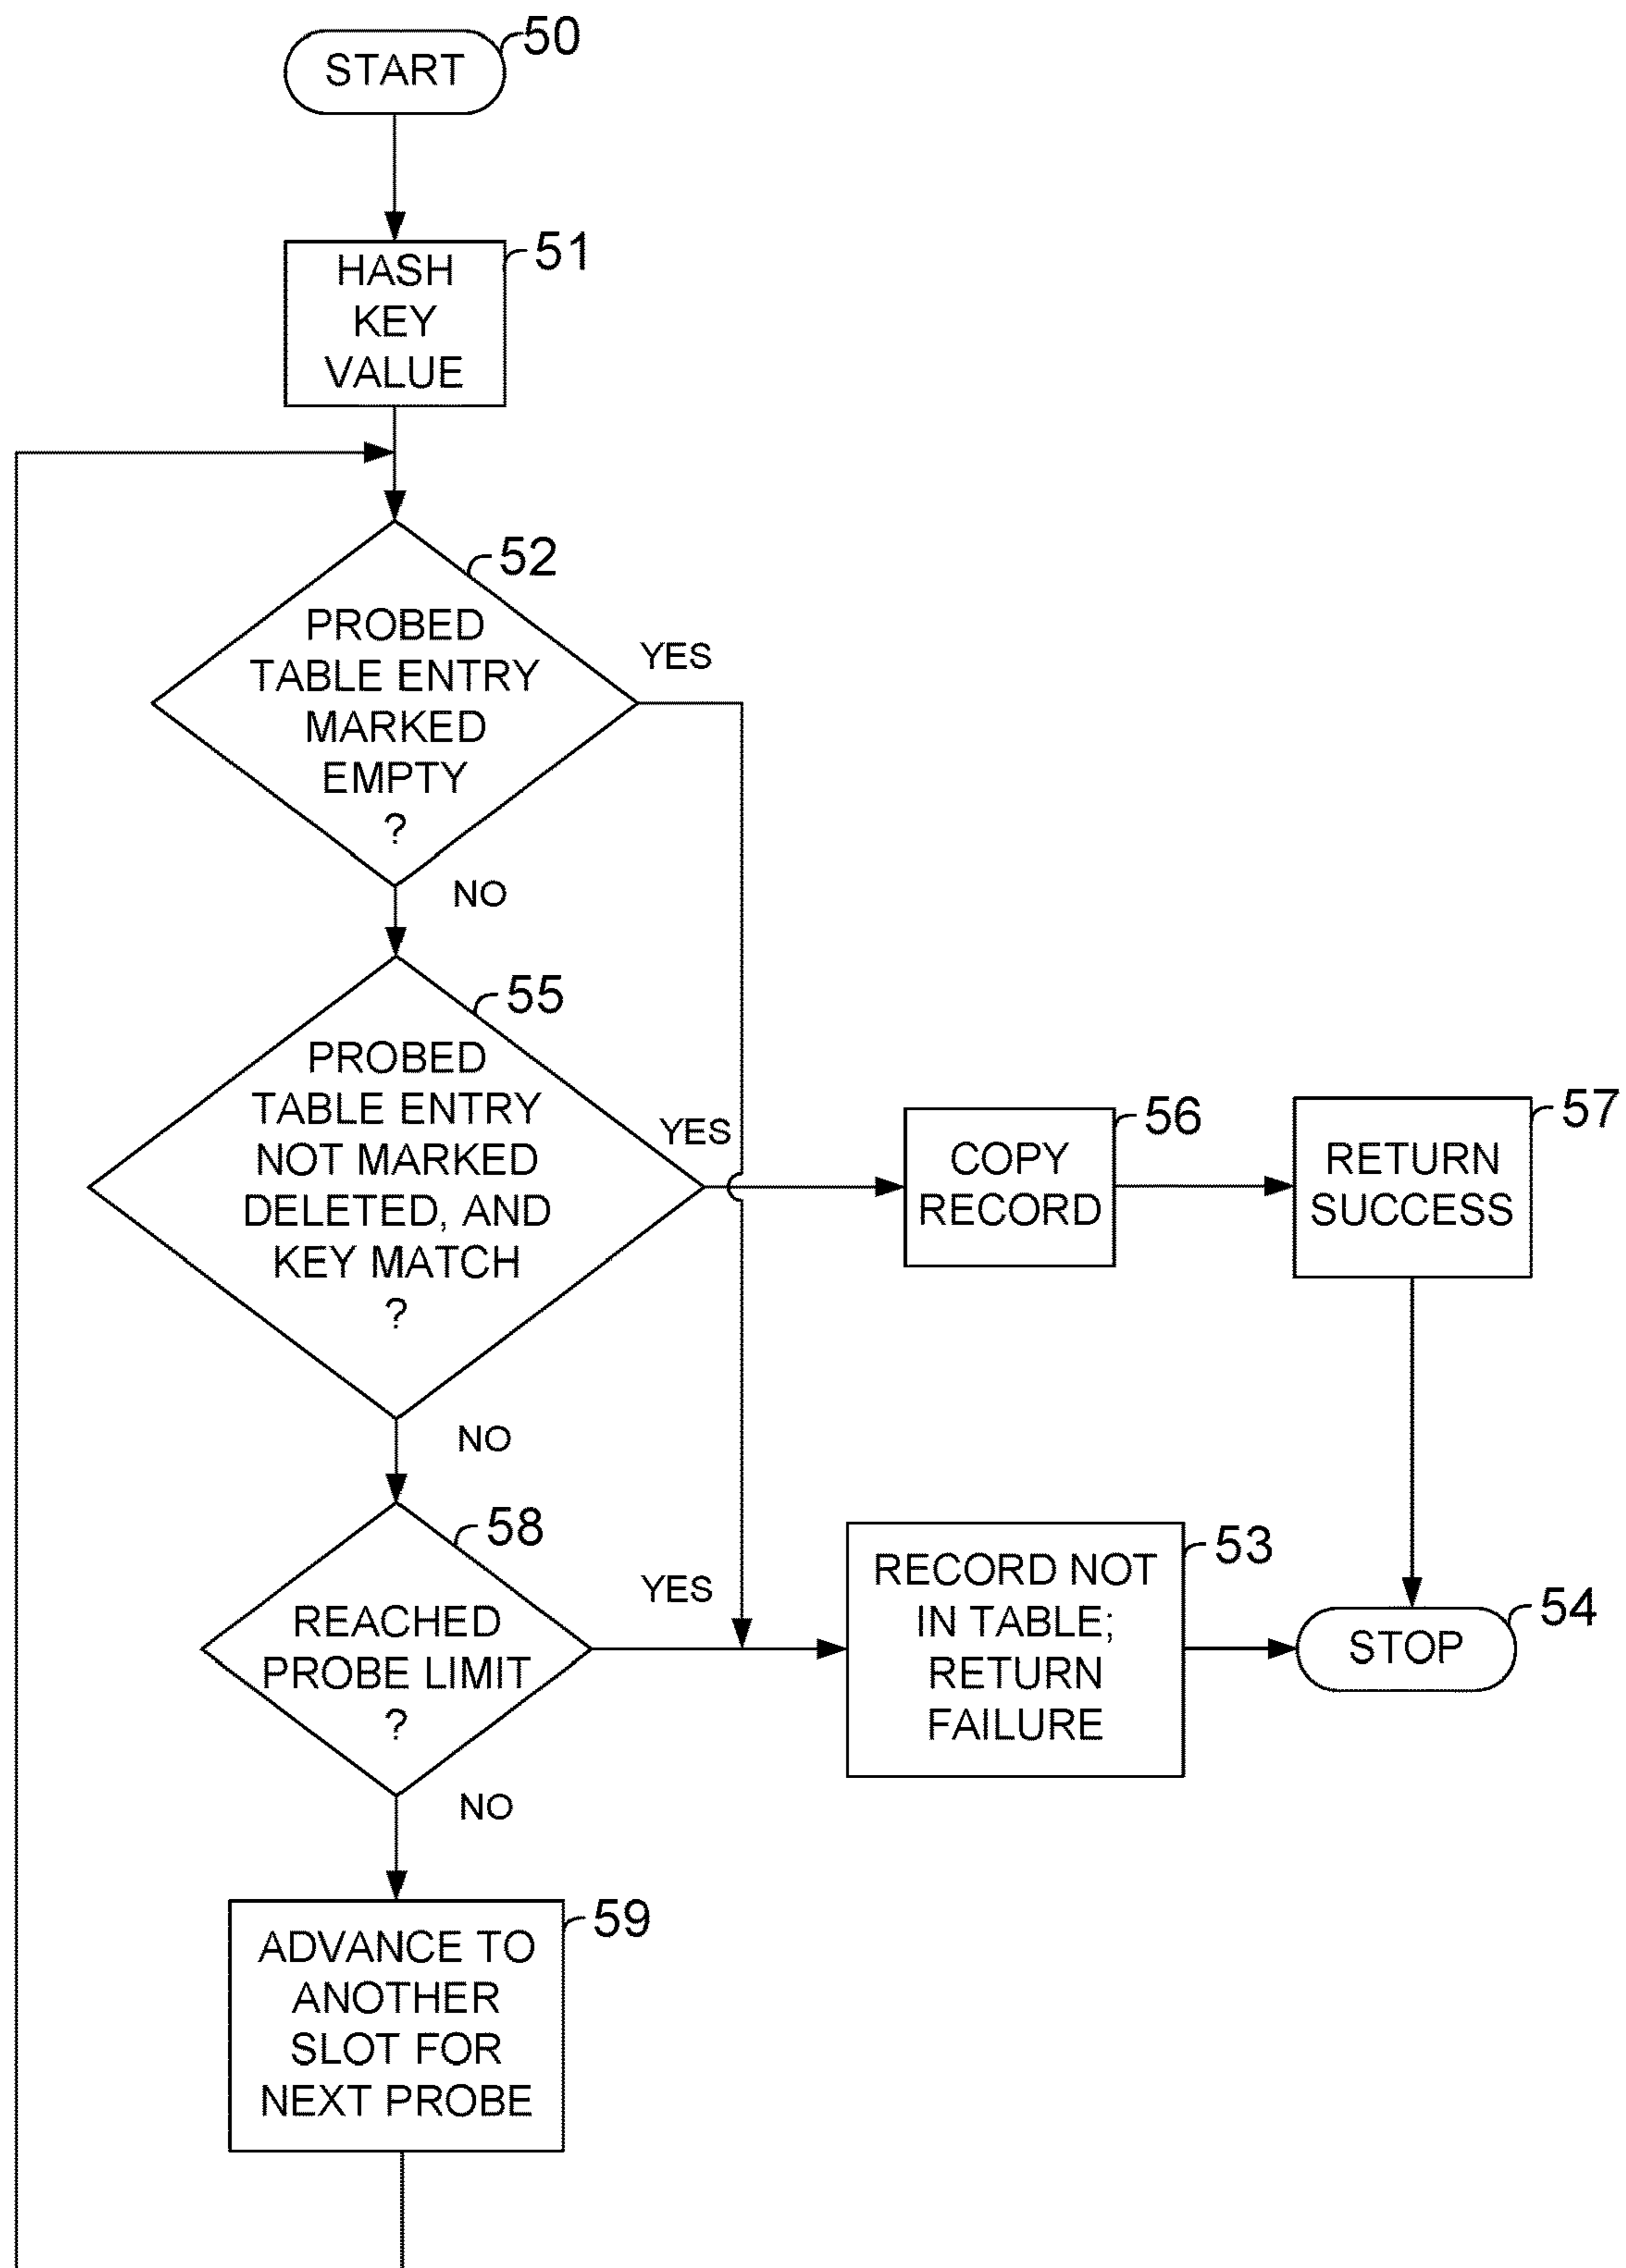 START
50
HASH
KEY
VALUE
51
52
PROBED
TABLE ENTRY
MARKED
EMPTY
?
YES
NO
55
PROBED
TABLE ENTRY
NOT MARKED
DELETED, AND
KEY MATCH
?
YES
NO
COPY
RECORD
56
RETURN
SUCCESS
57
58
REACHED
PROBE LIMIT
?
YES
NO
RECORD NOT
IN TABLE;
RETURN
FAILURE
53
STOP
54
ADVANCE TO
ANOTHER
SLOT FOR
NEXT PROBE
59